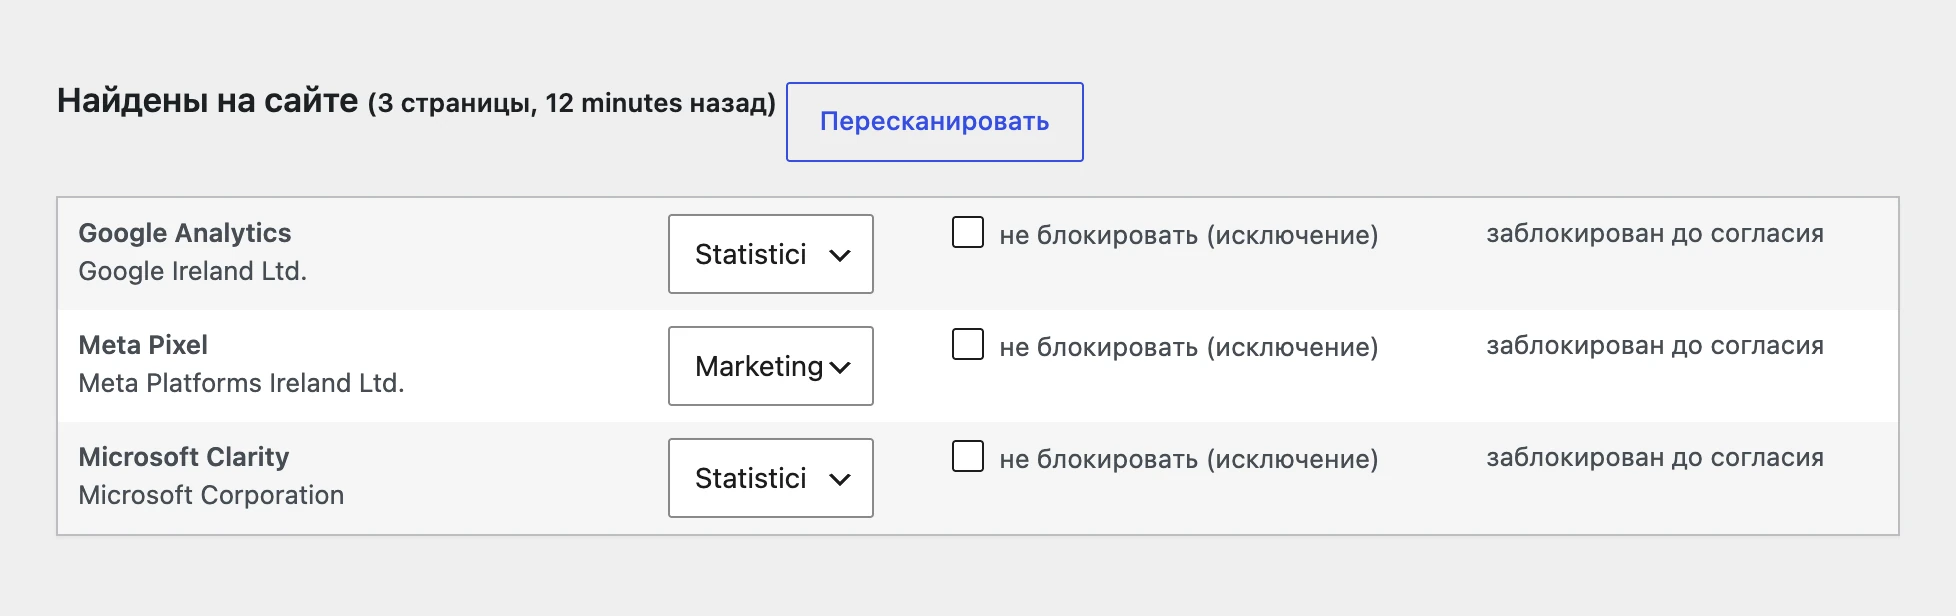 Найдены на сайте (3 страницы, 12 minutes назад)
Пересканировать
Google Analytics
Google Ireland Ltd.
Statistici
не блокировать (исключение)
заблокирован до согласия
Meta Pixel
Meta Platforms Ireland Ltd.
Marketing
не блокировать (исключение)
заблокирован до согласия
Microsoft Clarity
Microsoft Corporation
Statistici
не блокировать (исключение)
заблокирован до согласия